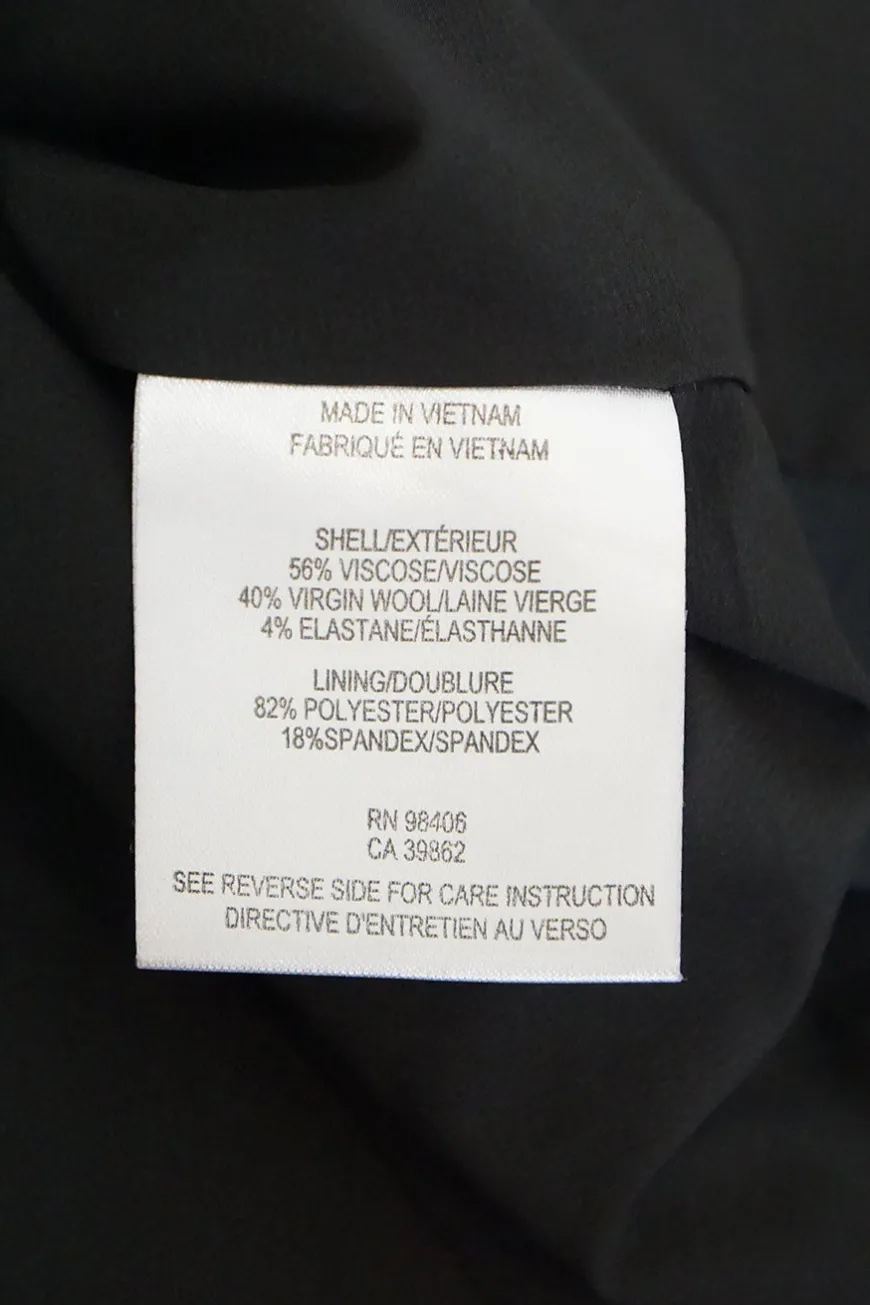 MADE IN VIETNAM
FABRIQUÉ EN VIETNAM
SHELL/EXTÉRIEUR
56% VISCOSE/VISCOSE
40% VIRGIN WOOL/LAINE VIERGE
4% ELASTANE/ÉLASTHANNE
LINING/DOUBLURE
82% POLYESTER/POLYESTER
18%SPANDEX/SPANDEX
RN 98406
CA 39862
SEE REVERSE SIDE FOR CARE INSTRUCTION
DIRECTIVE D'ENTRETIEN AU VERSO